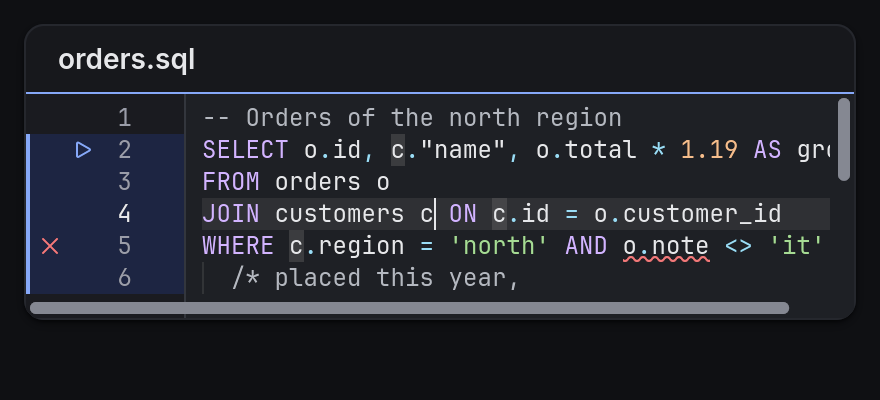 orders.sql
1 -- Orders of the north region
2 SELECT o.id, c."name", o.total * 1.19 AS gr
3 FROM orders o
4 JOIN customers c ON c.id = o.customer_id
5 WHERE c.region = 'north' AND o.note <> 'it'
6 /* placed this year,